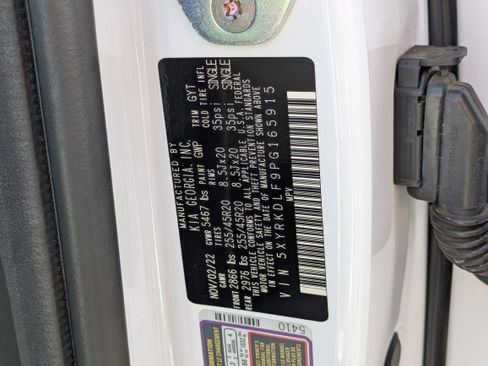 MANUFACTURED BY
KIA GEORGIA, INC.
NOV/02/22 GVWR 5467 lbs PAINT GWP TRIM GYT
GAWR TIRES RIMS COLD TIRE INFL
FRONT 2866 lbs 255/45R20 8.5Jx20 35psi SINGLE
REAR 2976 lbs 255/45R20 8.5Jx20 35psi SINGLE
THIS VEHICLE CONFORMS TO ALL APPLICABLE U.S.A. FEDERAL
MOTOR VEHICLE SAFETY AND THEFT PREVENTION STANDARDS
IN EFFECT ON THE DATE OF MANUFACTURE SHOWN ABOVE
VIN 5XYRKDLF9PG165915
MPV
5410